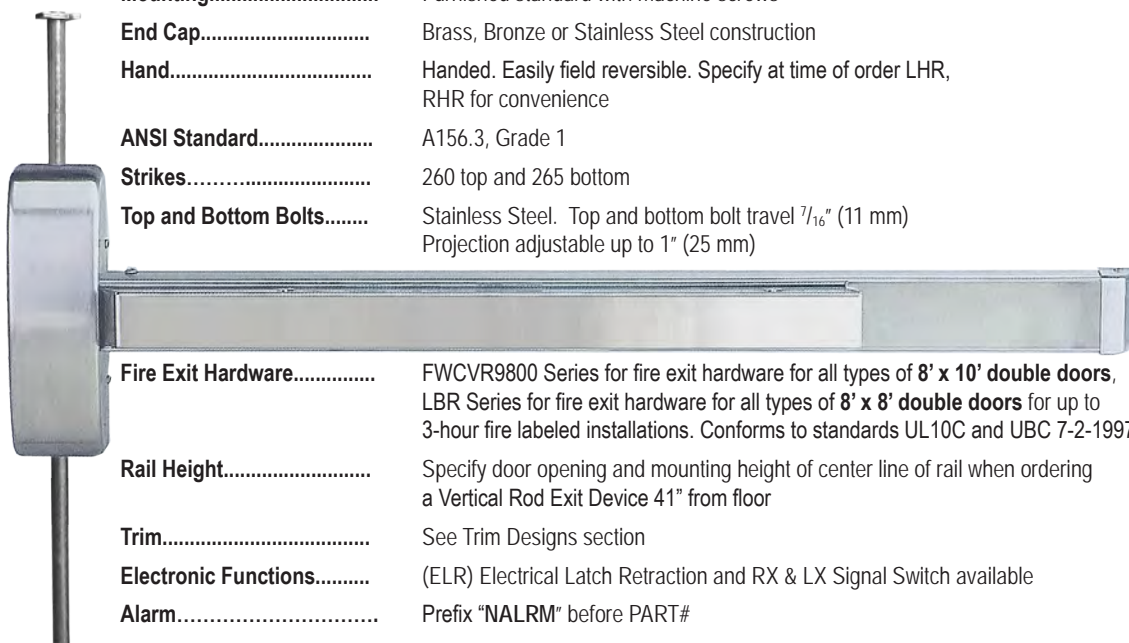 End Cap................................ Brass, Bronze or Stainless Steel construction
Hand...................................... Handed. Easily field reversible. Specify at time of order LHR,
RHR for convenience
ANSI Standard..................... A156.3, Grade 1
Strikes………....................... 260 top and 265 bottom
Top and Bottom Bolts........ Stainless Steel. Top and bottom bolt travel 7/16" (11 mm)
Projection adjustable up to 1" (25 mm)
Fire Exit Hardware............... FWCVR9800 Series for fire exit hardware for all types of 8' x 10' double doors,
LBR Series for fire exit hardware for all types of 8' x 8' double doors for up to
3-hour fire labeled installations. Conforms to standards UL10C and UBC 7-2-1997
Rail Height........................... Specify door opening and mounting height of center line of rail when ordering
a Vertical Rod Exit Device 41" from floor
Trim....................................... See Trim Designs section
Electronic Functions.......... (ELR) Electrical Latch Retraction and RX & LX Signal Switch available
Alarm………………………………. Prefix "NALRM" before PART#